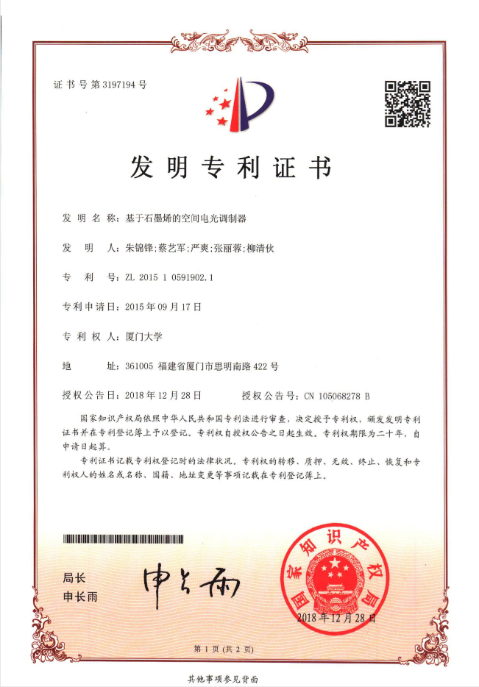 证书号第3197194号
发明专利证书
发明名称：基于石墨烯的空间电光调制器
发明人：朱锦锋;蔡艺军;严爽;张丽蓉;柳清伙
专利号：ZL 2015 1 0591902.1
专利申请日：2015年09月17日
专利权人：厦门大学
地址：361005 福建省厦门市思明南路422号
授权公告日：2018年12月28日 授权公告号：CN 105068278 B
国家知识产权局依照中华人民共和国专利法进行审查，决定授予专利权，颁发发明专利
证书并在专利登记簿上予以登记。专利权自授权公告之日起生效。专利权期限为二十年，自
申请日起算。
专利证书记载专利权登记时的法律状况。专利权的转移、质押、无效、终止、恢复和专
利权人的姓名或名称、国籍、地址变更等事项记载在专利登记簿上。
局长
申长雨
申长雨
国家知识产权局
2018年12月28日
第1页(共2页)
其他事项参见背面